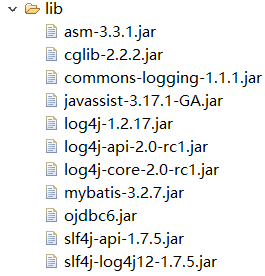 lib
asm-3.3.1.jar
cglib-2.2.2.jar
commons-logging-1.1.1.jar
javassist-3.17.1-GA.jar
log4j-1.2.17.jar
log4j-api-2.0-rc1.jar
log4j-core-2.0-rc1.jar
mybatis-3.2.7.jar
ojdbc6.jar
slf4j-api-1.7.5.jar
slf4j-log4j12-1.7.5.jar